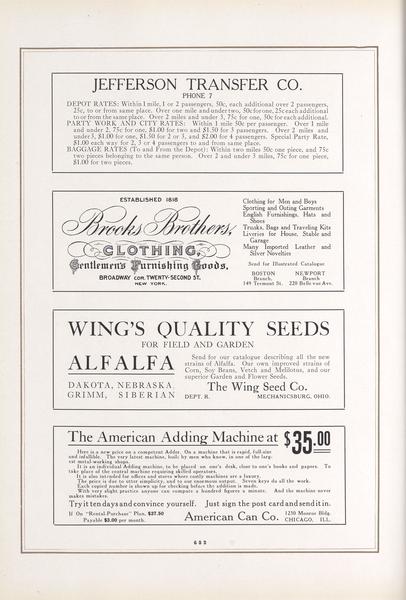 JEFFERSON TRANSFER CO.
PHONE 7
DEPOT RATES: Within 1 mile, 1 or 2 passengers, 50c, each additional over 2 passengers,
25c, to or from same place. Over one mile and under two, 50c for one, 25c each additional
to or from same place. Over 2 miles and under 3, 75c for one, 50c for each additional.
PARTY WORK AND CITY RATES: Within 1 mile 50c per passenger. Over 1 mile
and under 2, 75c for one, $1.00 for two and $1.50 for 3 passengers. Over 2 miles and
under 3, $1.00 for one, $1.50 for 2 or 3 and $2.00 for 4 passengers. Special Party Rate,
$1.00 each way for 2, 3 or 4 passengers to and from same place.
BAGGAGE RATES (To and From the Depot): Within two miles 50c one piece, and 75c
two pieces belonging to the same person. Over 2 and under 3 miles, 75c for one piece,
$1.00 for two pieces.
ESTABLISHED 1818
Brooks Brothers,
CLOTHING,
Gentlemen's Furnishing Goods,
BROADWAY COR. TWENTY-SECOND ST.
NEW YORK.
Clothing for Men and Boys
Sporting and Outing Garments
English Furnishings, Hats and
Shoes
Trunks, Bags and Traveling Kits
Liveries for House, Stable and
Garage
Many Imported Leather and
Silver Novelties
Send for Illustrated Catalogue
BOSTON NEWPORT
Branch, Branch
149 Tremont St. 220 Bellevue Ave.
WING'S QUALITY SEEDS
FOR FIELD AND GARDEN
ALFALFA
DAKOTA, NEBRASKA,
GRIMM, SIBERIAN
Send for our catalogue describing all the new
strains of Alfalfa. Our own improved strains of
Corn, Soy Beans, Vetch and Melilotus, and our
superior Garden and Flower Seeds.
The Wing Seed Co.
DEPT. R. MECHANICSBURG, OHIO.
The American Adding Machine at $35.00
Here is a new price on a competent Adder. On a machine that is rapid, full-size
and infallible. The very latest machine, built by men who know, in one of the larg-
est metal-working shops.
It is an individual Adding machine, to be placed on one's desk, close to one's books and papers. To
take place of the central machine requiring skilled operators.
It is also intended for offices and stores where costly machines are a luxury.
The price is due to utter simplicity, and to our enormous output. Seven keys do all the work.
Each copied number is shown up for checking before the addition is made.
With very slight practice anyone can compute a hundred figures a minute. And the machine never
makes mistakes.
Try it ten days and convince yourself. Just sign the post card and send it in.
If On "Rental-Purchase" Plan, $37.50
Payable $3.00 per month.
American Can Co.
1230 Monroe Bldg.
CHICAGO, ILL.